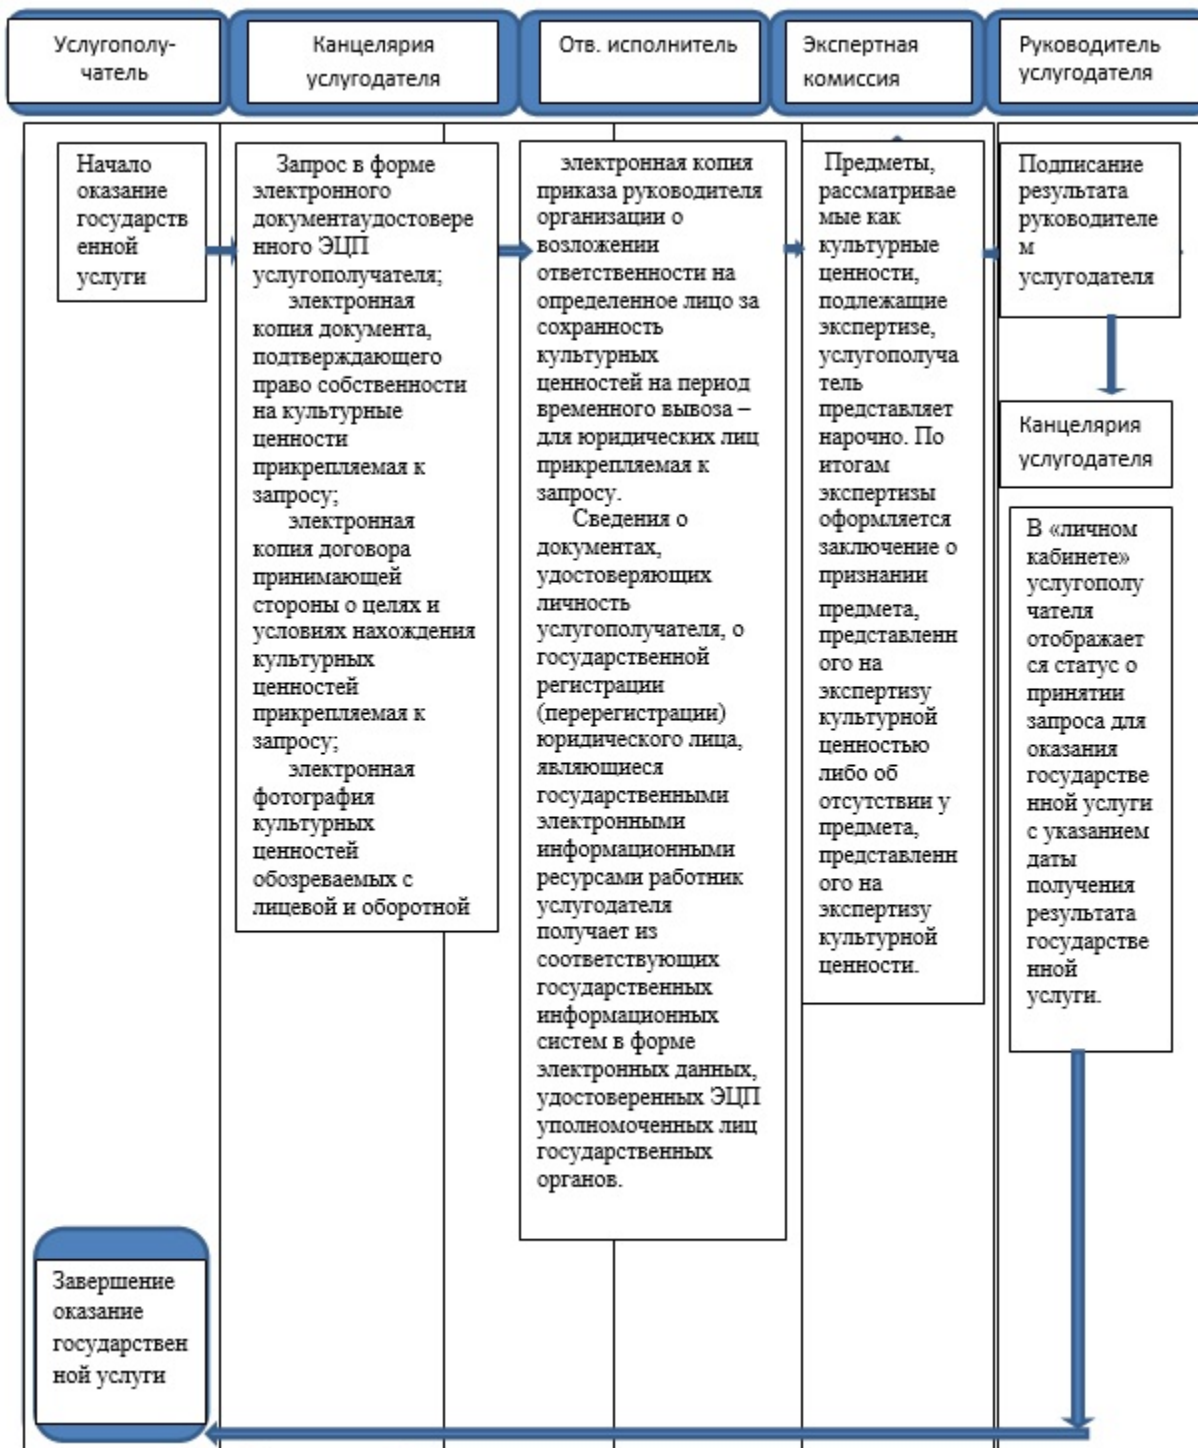 Услугополу-
чатель
Канцелярия
услугодателя
Отв. исполнитель
Экспертная
комиссия
Руководитель
услугодателя
Начало
оказание
государств
енной
услуги
Запрос в форме
электронного
документаудостовере
нного ЭЦП
услугополучателя;
электронная
копия документа,
подтверждающего
право собственности
на культурные
ценности
прикрепляемая к
запросу;
электронная
копия договора
принимающей
стороны о целях и
условиях нахождения
культурных
ценностей
прикрепляемая к
запросу;
электронная
фотография
культурных
ценностей
обозреваемых с
лицевой и оборотной
электронная копия
приказа руководителя
организации о
возложении
ответственности на
определенное лицо за
сохранность
культурных
ценностей на период
временного вывоза –
для юридических лиц
прикрепляемая к
запросу.
Сведения о
документах,
удостоверяющих
личность
услугополучателя, о
государственной
регистрации
(перерегистрации)
юридического лица,
являющиеся
государственными
электронными
информационными
ресурсами работник
услугодателя
получает из
соответствующих
государственных
информационных
систем в форме
электронных данных,
удостоверенных ЭЦП
уполномоченных лиц
государственных
органов.
Предметы,
рассматривае
мые как
культурные
ценности,
подлежащие
экспертизе,
услугополуча
тель
представляет
нарочно. По
итогам
экспертизы
оформляется
заключение о
признании
предмета,
представленн
ого на
экспертизу
культурной
ценностью
либо об
отсутствии у
предмета,
представленн
ого на
экспертизу
культурной
ценности.
Подписание
результата
руководителе
м
услугодателя
Канцелярия
услугодателя
В «личном
кабинете»
услугополу
чателя
отображает
ся статус о
принятии
запроса для
оказания
государстве
нной услуги
с указанием
даты
получения
результата
государстве
нной
услуги.
Завершение
оказание
государствен
ной услуги